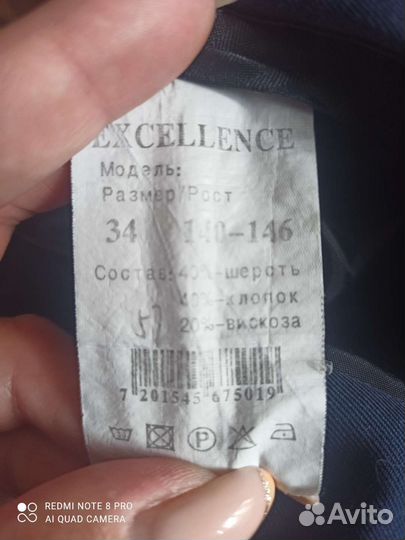 EXCELLENCE
Модель:
Размер/Рост
34 140-146
Состав: 40%-шерсть
40%-хлопок
20%-вискоза
7 201545 675019
P
REDMI NOTE 8 PRO
AI QUAD CAMERA
Avito